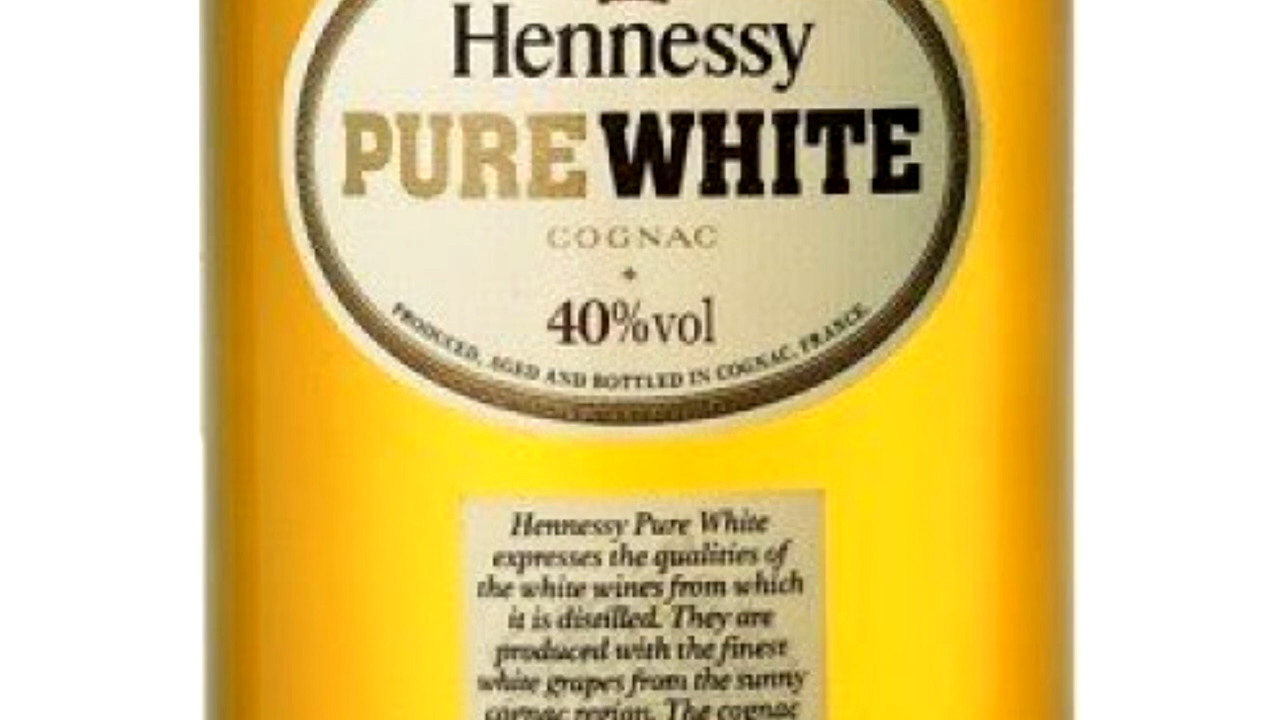 Hennessy
PURE WHITE
COGNAC
40%vol
PRODUCED, AGED AND BOTTLED IN COGNAC, FRANCE.
Hennessy Pure White
expresses the qualities of
the white wines from which
it is distilled. They are
produced with the finest
white grapes from the sunny
cognac region. The cognac